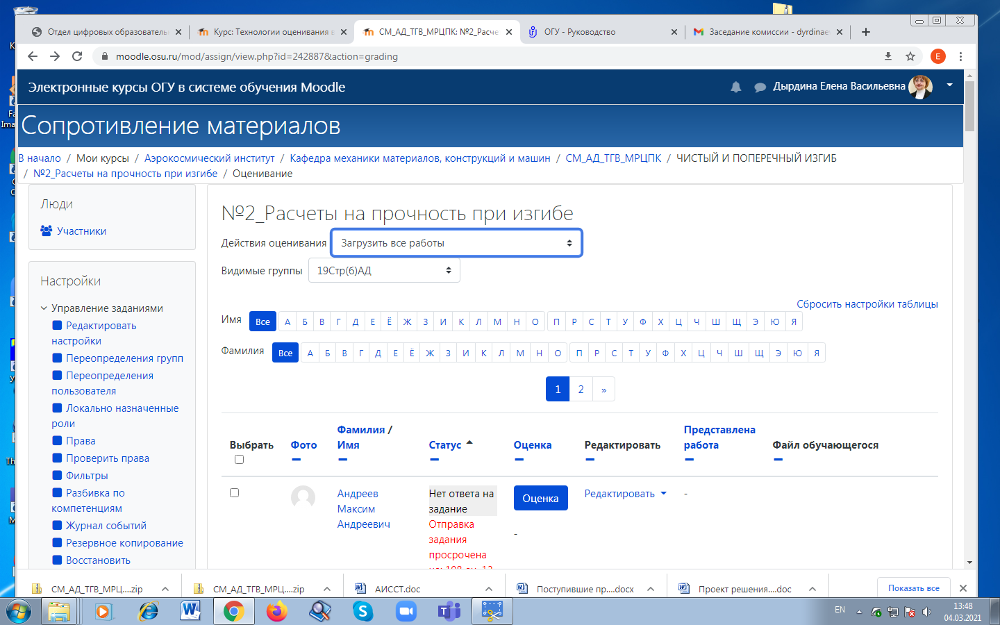 Отдел цифровых образователь
Курс: Технологии оценивания в
СМ_АД_ТГВ_МРЦПК: №2_Расче
ОГУ - Руководство
Заседание комиссии - dyrdinaev
moodle.osu.ru/mod/assign/view.php?id=242887&action=grading
E
Электронные курсы ОГУ в системе обучения Moodle
Дырдина Елена Васильевна
Сопротивление материалов
В начало / Мои курсы / Аэрокосмический институт / Кафедра механики материалов, конструкций и машин / СМ_АД_ТГВ_МРЦПК / ЧИСТЫЙ И ПОПЕРЕЧНЫЙ ИЗГИБ
/ №2_Расчеты на прочность при изгибе / Оценивание
Люди
Участники
Настройки
Управление заданиями
Редактировать
настройки
Переопределения групп
Переопределения
пользователя
Локально назначенные
роли
Права
Проверить права
Фильтры
Разбивка по
компетенциям
Журнал событий
Резервное копирование
Восстановить
№2_Расчеты на прочность при изгибе
Действия оценивания Загрузить все работы
Видимые группы 19Стр(б)АД
Сбросить настройки таблицы
Имя Все А Б В Г Д Е Ё Ж З И К Л М Н О П Р С Т У Ф Х Ц Ч Ш Щ Э Ю Я
Фамилия Все А Б В Г Д Е Ё Ж З И К Л М Н О П Р С Т У Ф Х Ц Ч Ш Щ Э Ю Я
1 2 »
Выбрать Фото Фамилия / Имя Статус Оценка Редактировать Представлена работа Файл обучающегося
Андреев
Максим
Андреевич
Нет ответа на
задание
Отправка
задания
просрочена
Оценка
-
Редактировать
-
СМ_АД_ТГВ_МРЦ....zip
СМ_АД_ТГВ_МРЦ....zip
АИССТ.doc
Поступившие пр....docx
Проект решения....doc
Показать все
EN
13:48
04.03.2021